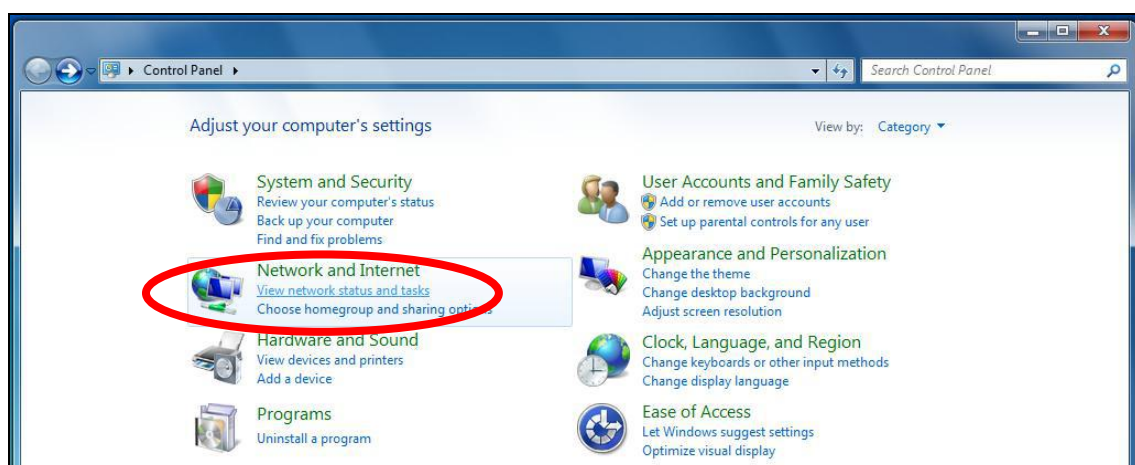 Control Panel
Search Control Panel
Adjust your computer's settings
View by: Category
System and Security
Review your computer's status
Back up your computer
Find and fix problems
Network and Internet
View network status and tasks
Choose homegroup and sharing options
Hardware and Sound
View devices and printers
Add a device
Programs
Uninstall a program
User Accounts and Family Safety
Add or remove user accounts
Set up parental controls for any user
Appearance and Personalization
Change the theme
Change desktop background
Adjust screen resolution
Clock, Language, and Region
Change keyboards or other input methods
Change display language
Ease of Access
Let Windows suggest settings
Optimize visual display